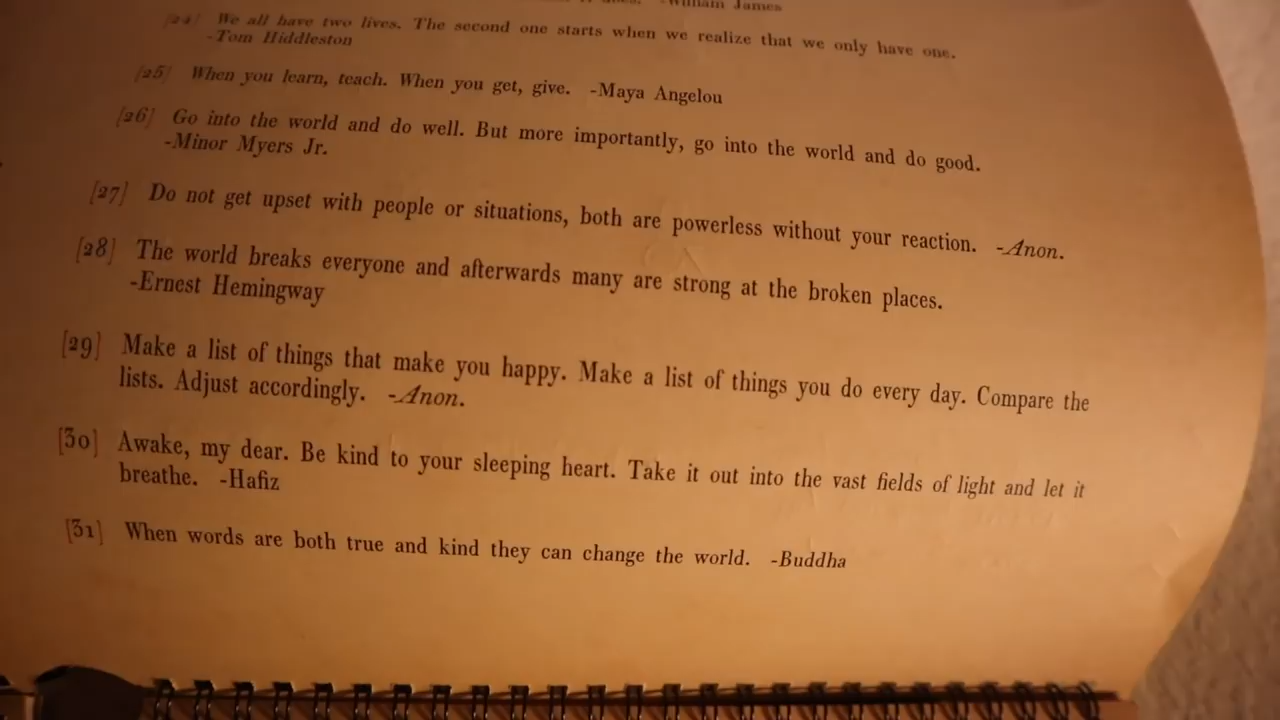 -William James
[24] We all have two lives. The second one starts when we realize that we only have one.
-Tom Hiddleston
[25] When you learn, teach. When you get, give. -Maya Angelou
[26] Go into the world and do well. But more importantly, go into the world and do good.
-Minor Myers Jr.
[27] Do not get upset with people or situations, both are powerless without your reaction. -Anon.
[28] The world breaks everyone and afterwards many are strong at the broken places.
-Ernest Hemingway
[29] Make a list of things that make you happy. Make a list of things you do every day. Compare the
lists. Adjust accordingly. -Anon.
[30] Awake, my dear. Be kind to your sleeping heart. Take it out into the vast fields of light and let it
breathe. -Hafiz
[31] When words are both true and kind they can change the world. -Buddha